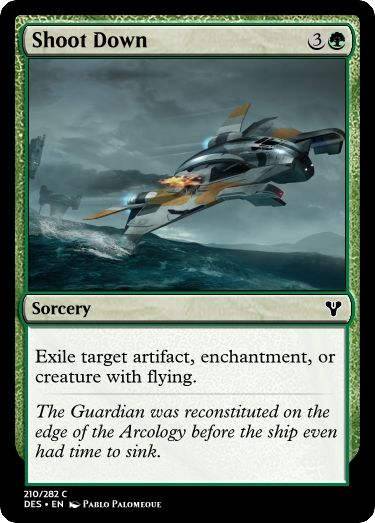 Shoot Down 3
Sorcery
Exile target artifact, enchantment, or
creature with flying.
The Guardian was reconstituted on the
edge of the Arcology before the ship even
had time to sink.
210/282 C
DES • EN Pablo Palomeque